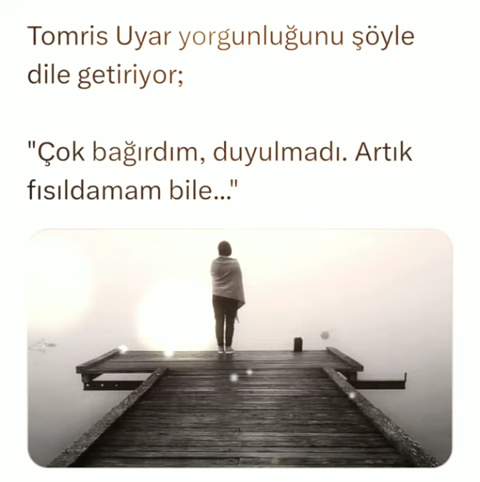 Tomris Uyar yorgunluğunu şöyle
dile getiriyor;
"Çok bağırdım, duyulmadı. Artık
fısıldamam bile..."